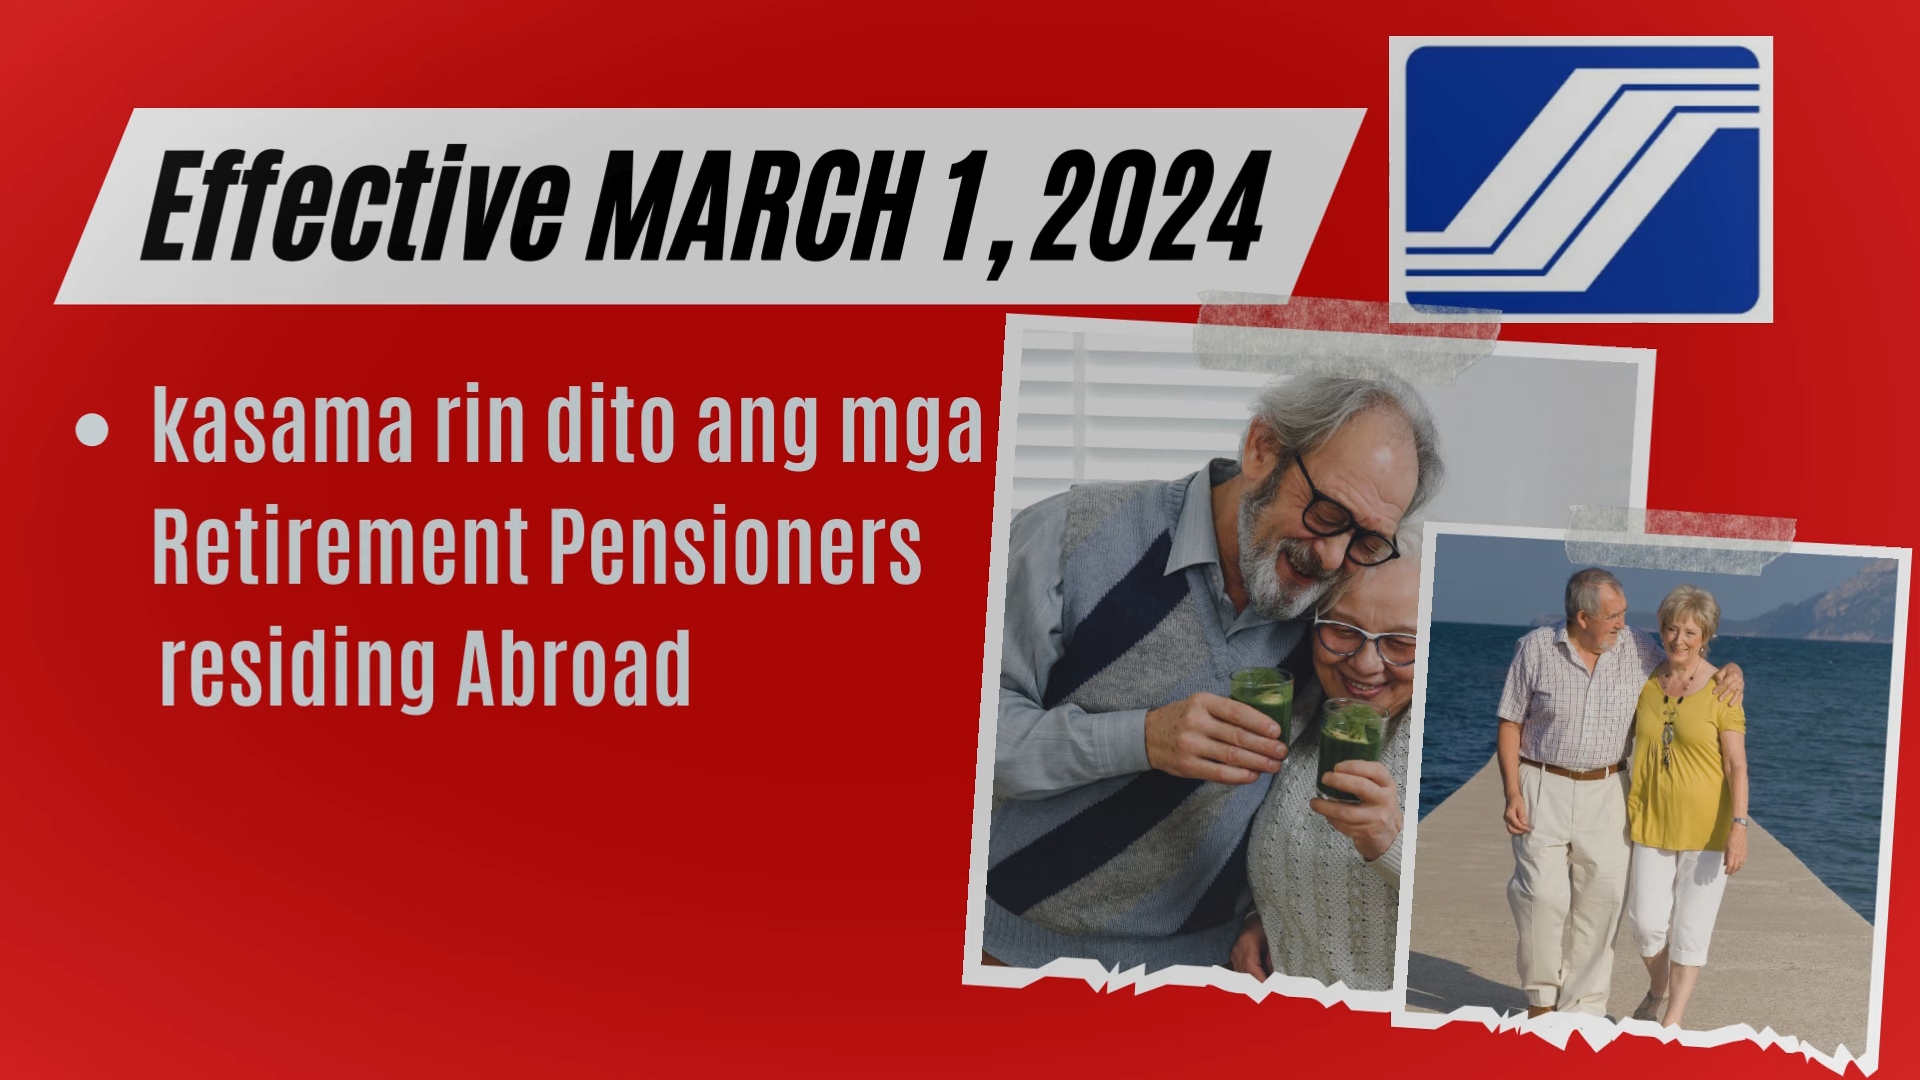 Effective MARCH 1, 2024
• kasama rin dito ang mga
Retirement Pensioners
residing Abroad